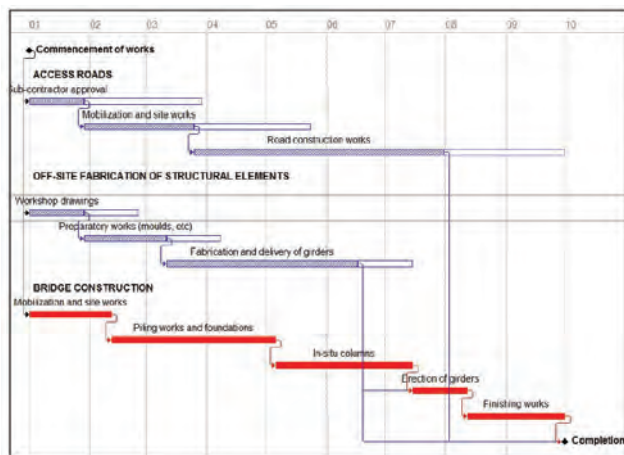 01 02 03 04 05 06 07 08 09 10
Commencement of works
ACCESS ROADS
Sub-contractor approval
Mobilization and site works
Road construction works
OFF-SITE FABRICATION OF STRUCTURAL ELEMENTS
Workshop drawings
Preparatory works (moulds, etc)
Fabrication and delivery of girders
BRIDGE CONSTRUCTION
Mobilization and site works
Piling works and foundations
In-situ columns
Erection of girders
Finishing works
Completion